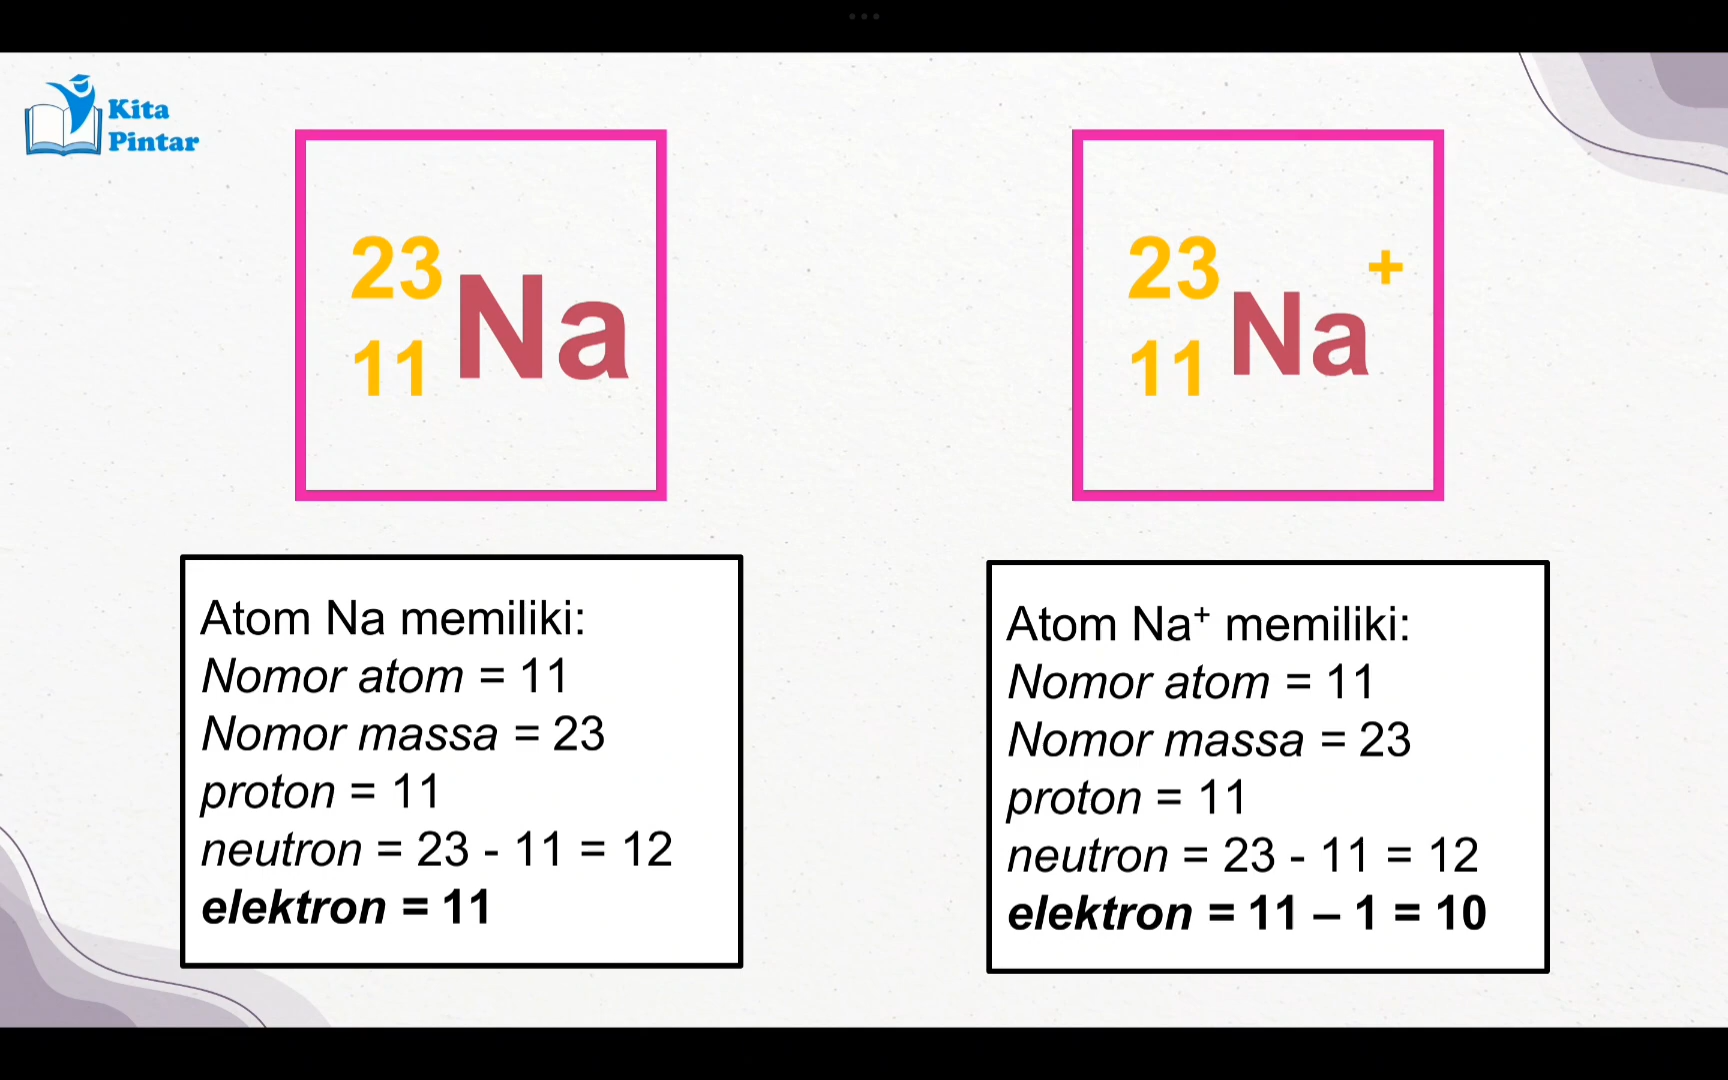 Kita
Pintar
23
11 Na
23 +
11 Na
Atom Na memiliki:
Nomor atom = 11
Nomor massa = 23
proton = 11
neutron = 23 - 11 = 12
elektron = 11
Atom Na⁺ memiliki:
Nomor atom = 11
Nomor massa = 23
proton = 11
neutron = 23 - 11 = 12
elektron = 11 – 1 = 10